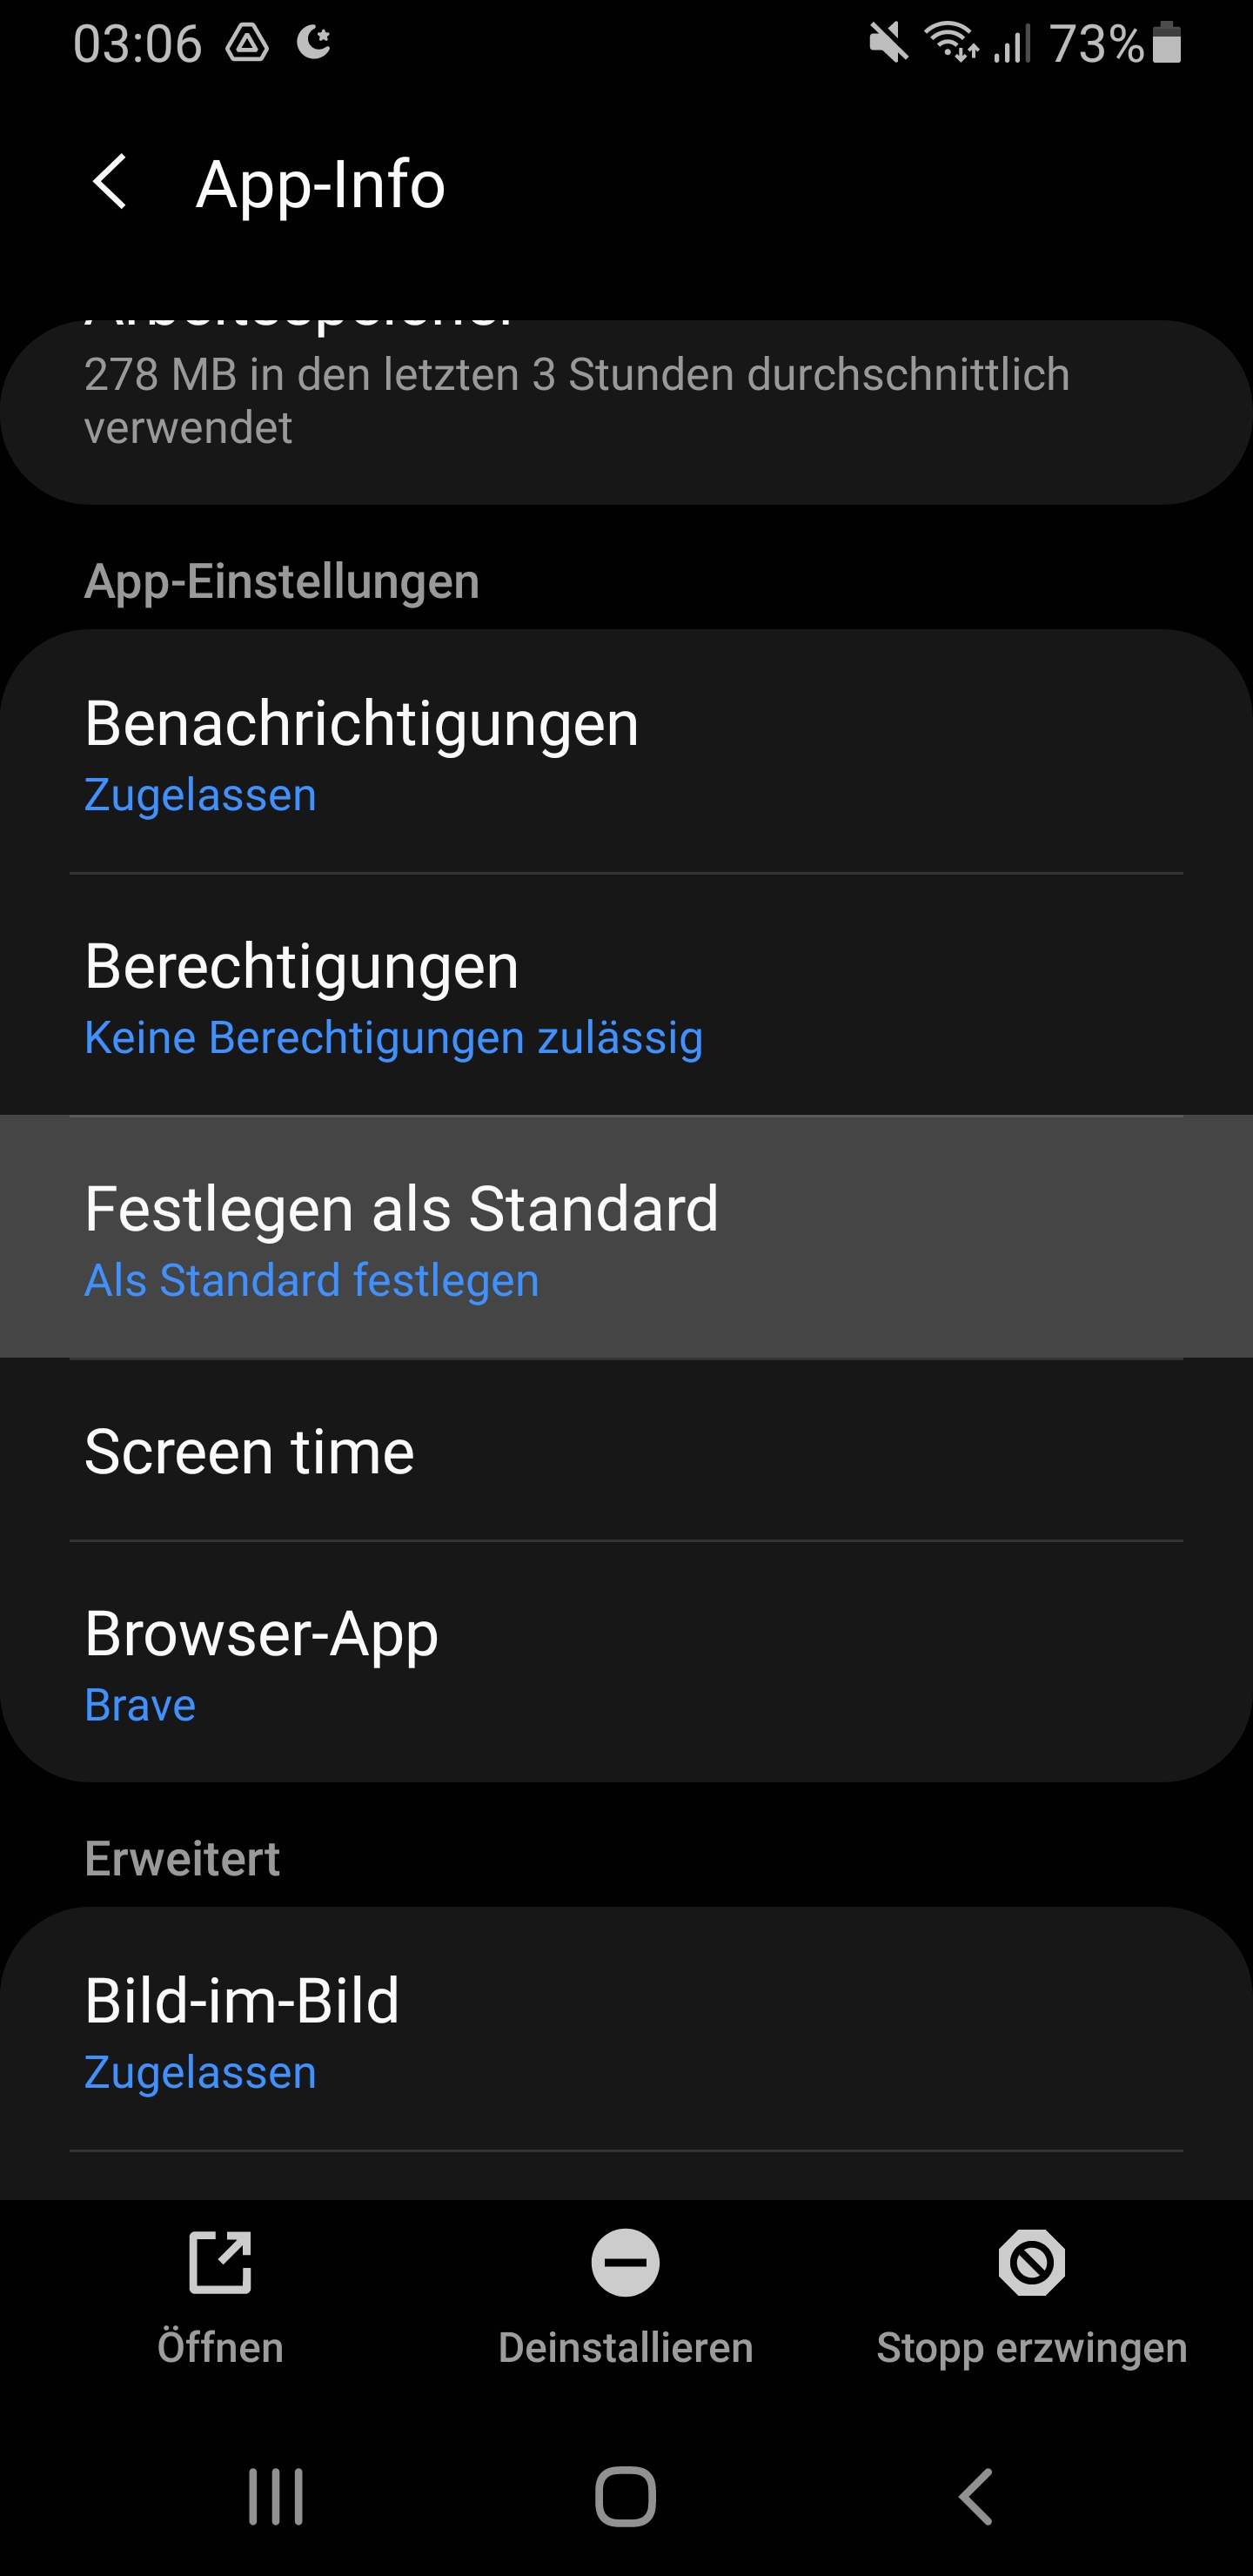 03:06
73%
App-Info
Arbeitsspeicher
278 MB in den letzten 3 Stunden durchschnittlich
verwendet
App-Einstellungen
Benachrichtigungen
Zugelassen
Berechtigungen
Keine Berechtigungen zulässig
Festlegen als Standard
Als Standard festlegen
Screen time
Browser-App
Brave
Erweitert
Bild-im-Bild
Zugelassen
Öffnen
Deinstallieren
Stopp erzwingen